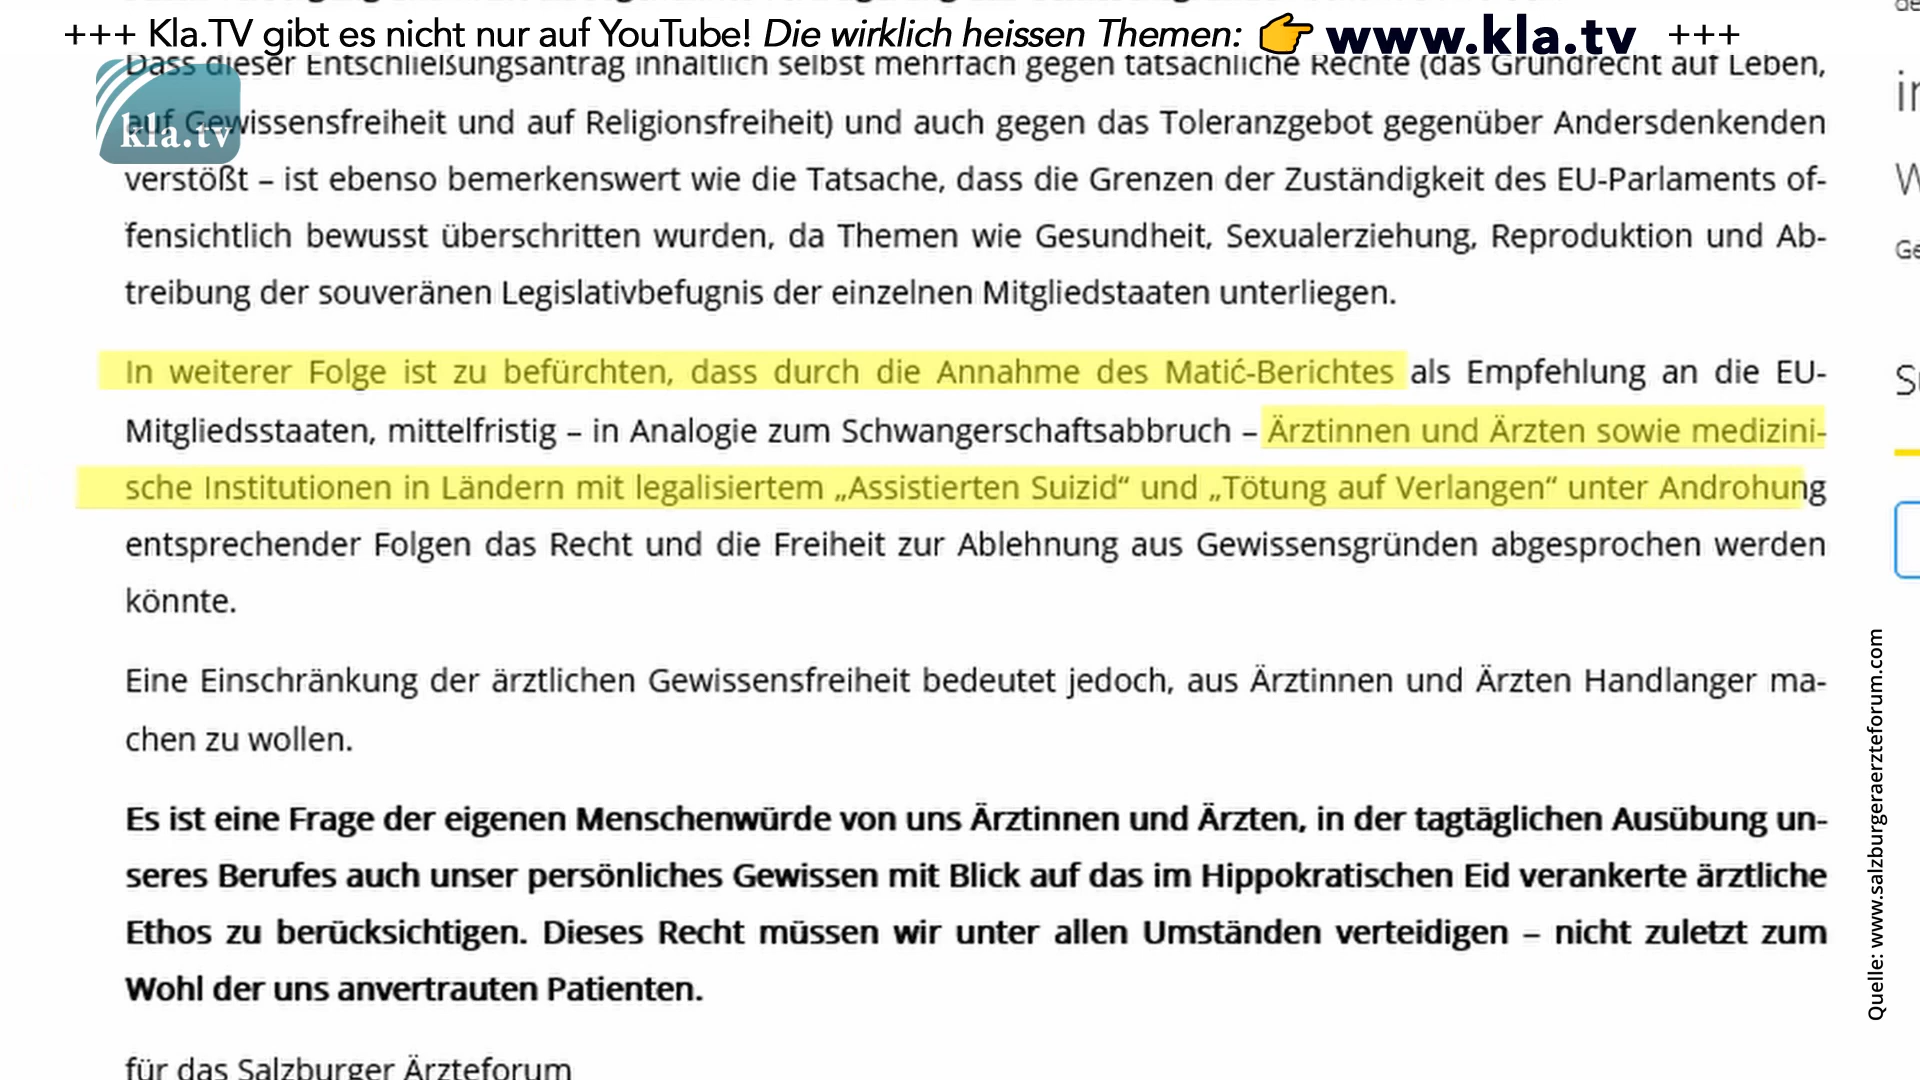 +++ Kla.TV gibt es nicht nur auf YouTube! Die wirklich heissen Themen: 👉 www.kla.tv +++
Dass dieser Entschließungsantrag inhaltlich selbst mehrfach gegen tatsächliche Rechte (das Grundrecht auf Leben,
kla.tv
auf Gewissensfreiheit und auf Religionsfreiheit) und auch gegen das Toleranzgebot gegenüber Andersdenkenden
verstößt – ist ebenso bemerkenswert wie die Tatsache, dass die Grenzen der Zuständigkeit des EU-Parlaments of-
fensichtlich bewusst überschritten wurden, da Themen wie Gesundheit, Sexualerziehung, Reproduktion und Ab-
treibung der souveränen Legislativbefugnis der einzelnen Mitgliedstaaten unterliegen.
In weiterer Folge ist zu befürchten, dass durch die Annahme des Matić-Berichtes als Empfehlung an die EU-
Mitgliedsstaaten, mittelfristig – in Analogie zum Schwangerschaftsabbruch – Ärztinnen und Ärzten sowie medizini-
sche Institutionen in Ländern mit legalisiertem „Assistierten Suizid“ und „Tötung auf Verlangen“ unter Androhung
entsprechender Folgen das Recht und die Freiheit zur Ablehnung aus Gewissensgründen abgesprochen werden
könnte.
Eine Einschränkung der ärztlichen Gewissensfreiheit bedeutet jedoch, aus Ärztinnen und Ärzten Handlanger ma-
chen zu wollen.
Es ist eine Frage der eigenen Menschenwürde von uns Ärztinnen und Ärzten, in der tagtäglichen Ausübung un-
seres Berufes auch unser persönliches Gewissen mit Blick auf das im Hippokratischen Eid verankerte ärztliche
Ethos zu berücksichtigen. Dieses Recht müssen wir unter allen Umständen verteidigen – nicht zuletzt zum
Wohl der uns anvertrauten Patienten.
für das Salzburger Ärzteforum
Quelle: www.salzburgeraerzteforum.com